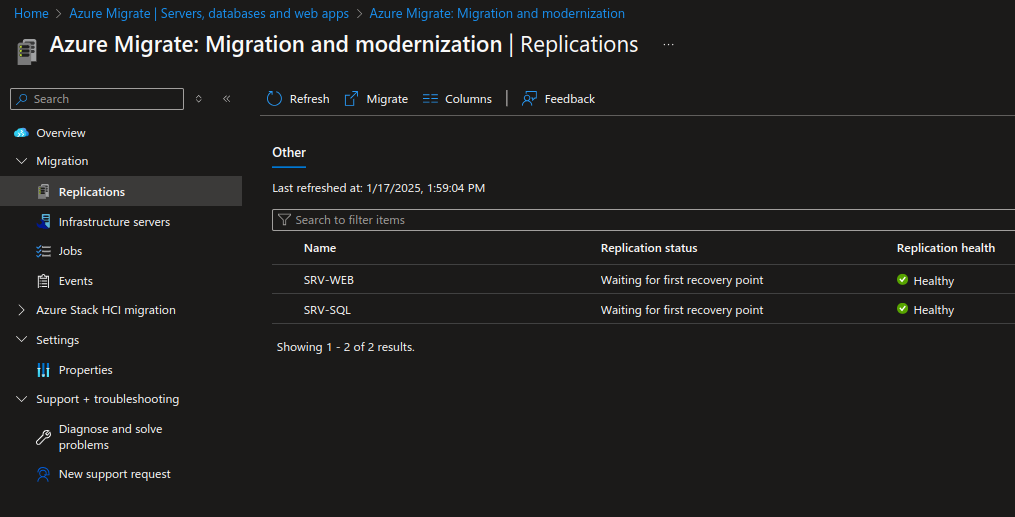 Home > Azure Migrate | Servers, databases and web apps > Azure Migrate: Migration and modernization
Azure Migrate: Migration and modernization | Replications ...
Search
Refresh Migrate Columns | Feedback
Overview
Migration
Replications
Infrastructure servers
Jobs
Events
Azure Stack HCI migration
Settings
Properties
Support + troubleshooting
Diagnose and solve
problems
New support request
Other
Last refreshed at: 1/17/2025, 1:59:04 PM
Search to filter items
Name Replication status Replication health
SRV-WEB Waiting for first recovery point Healthy
SRV-SQL Waiting for first recovery point Healthy
Showing 1 - 2 of 2 results.